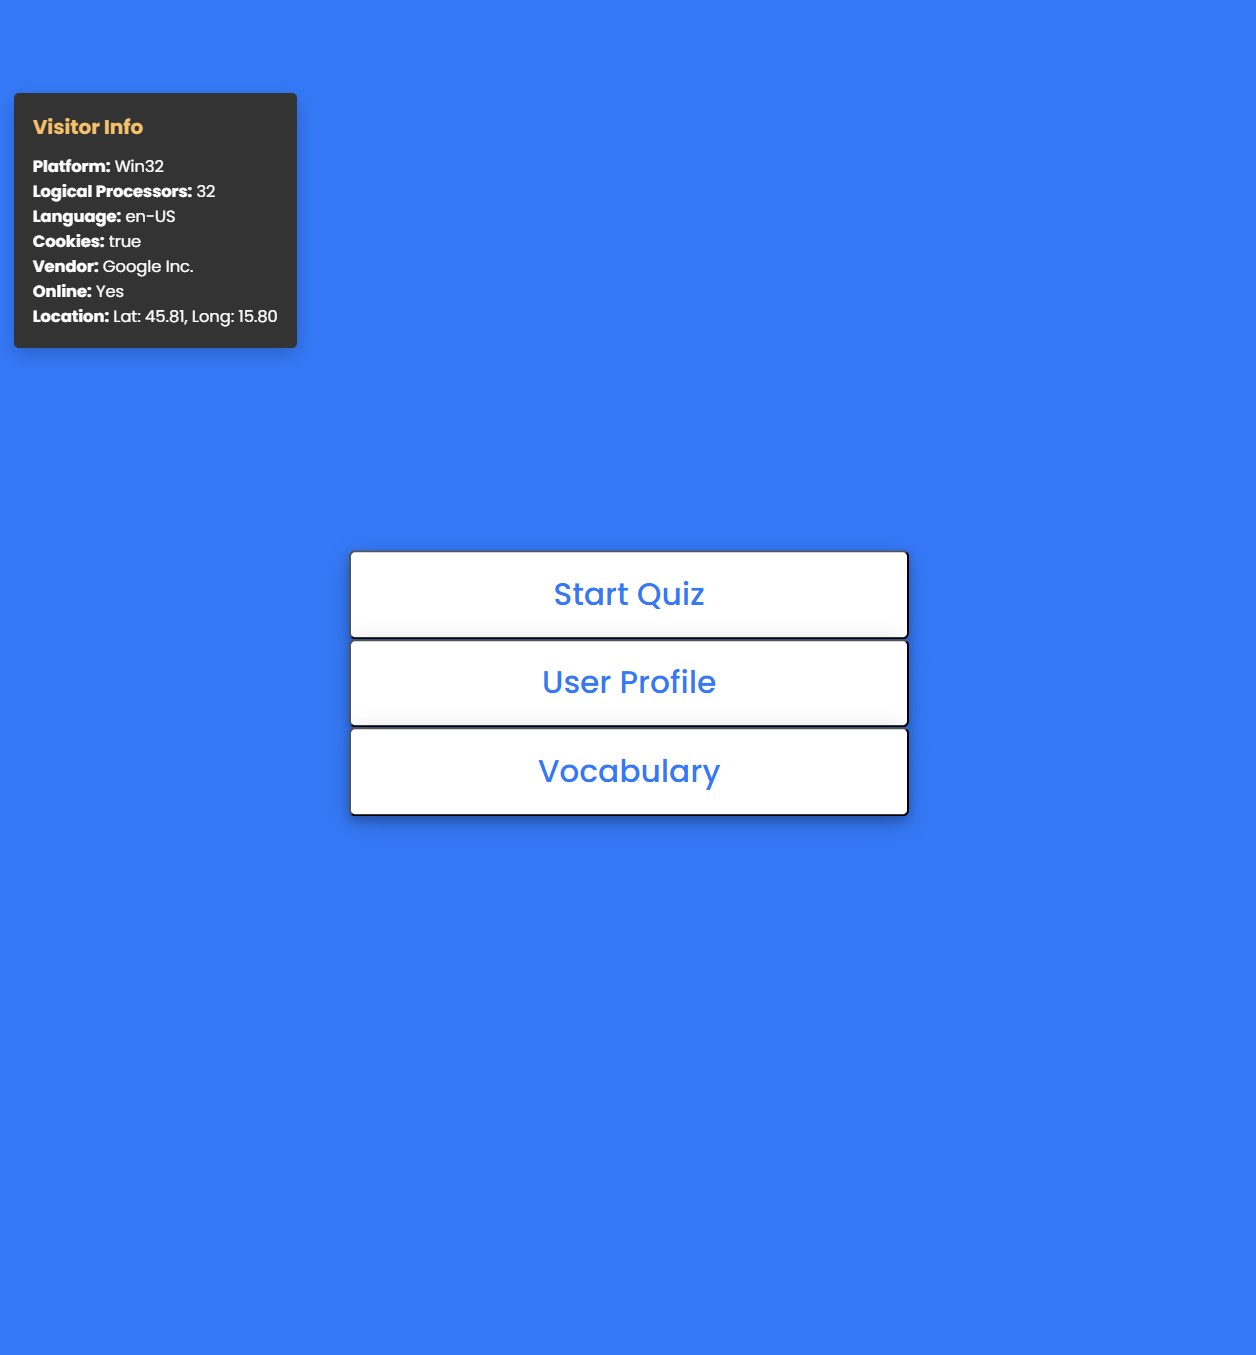 Visitor Info
Platform: Win32
Logical Processors: 32
Language: en-US
Cookies: true
Vendor: Google Inc.
Online: Yes
Location: Lat: 45.81, Long: 15.80
Start Quiz
User Profile
Vocabulary